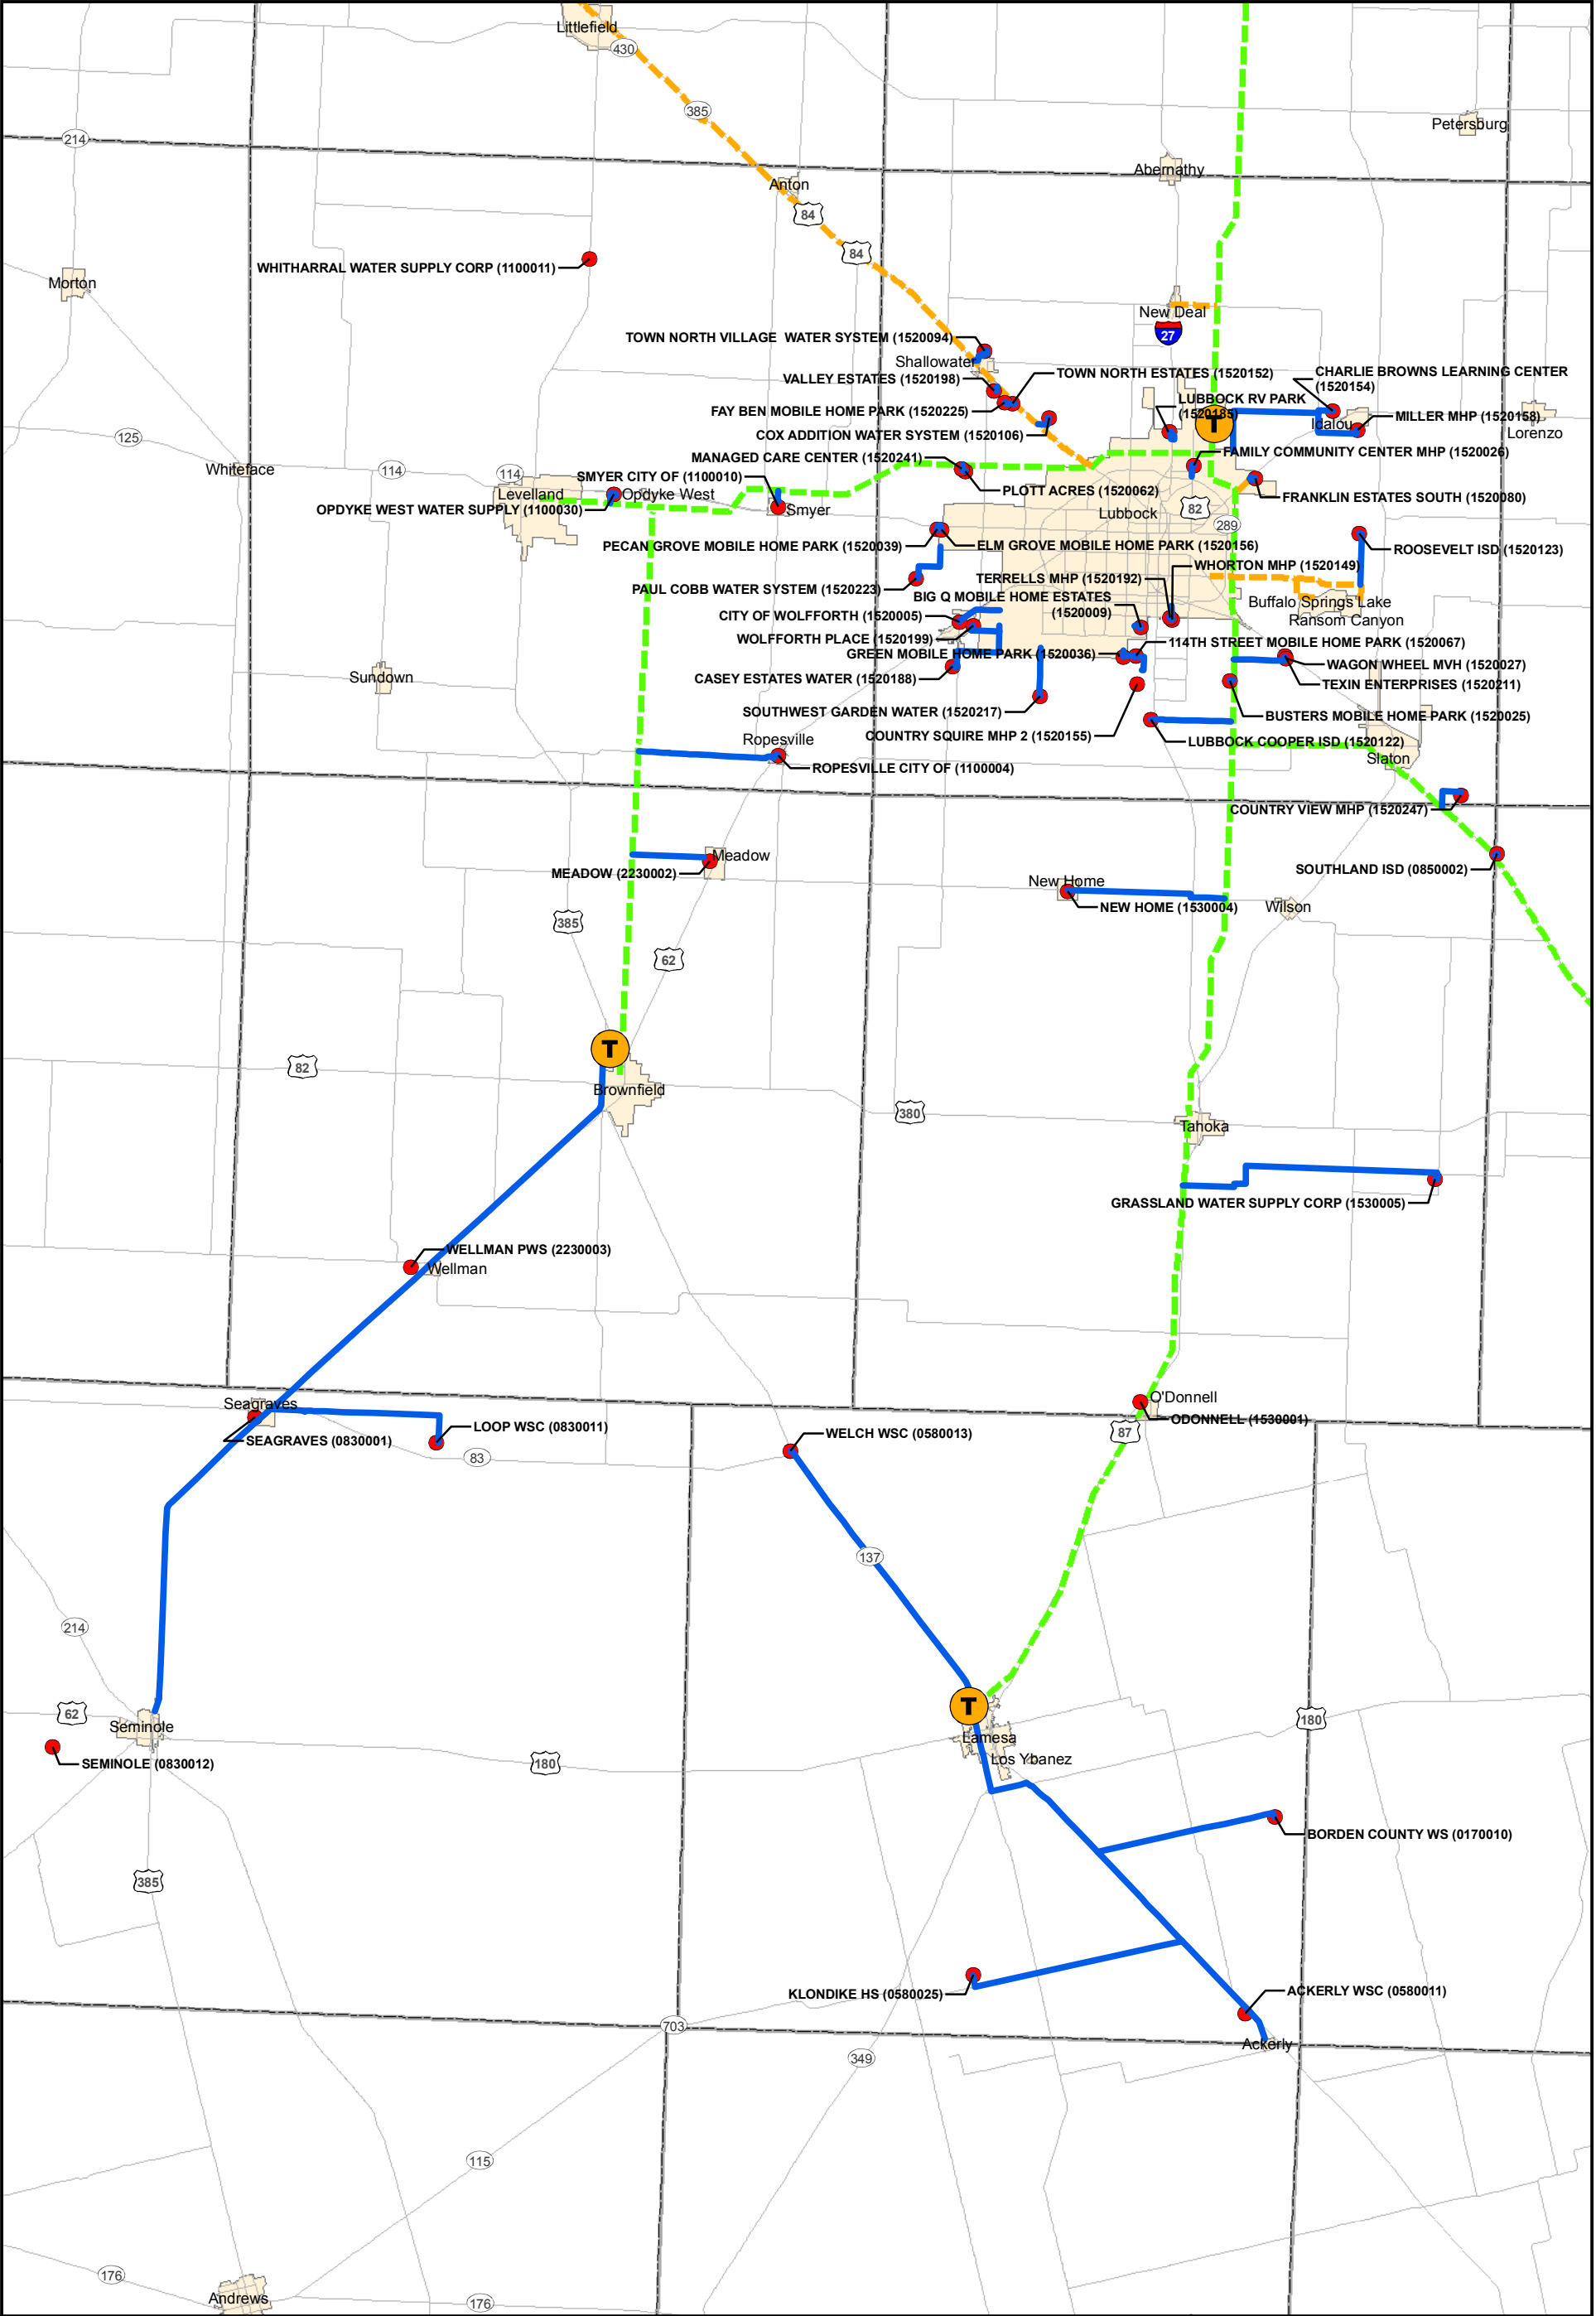 Littlefield
430
385
Petersburg
214
Abernathy
Anton
84
84
WHITHARRAL WATER SUPPLY CORP (1100011)
Morton
New Deal
27
TOWN NORTH VILLAGE  WATER SYSTEM (1520094)
Shallowater
VALLEY ESTATES (1520198)
TOWN NORTH ESTATES (1520152)
CHARLIE BROWNS LEARNING CENTER
(1520154)
LUBBOCK RV PARK
(1520185)
FAY BEN MOBILE HOME PARK (1520225)
T
Idalou
MILLER MHP (1520158)
Lorenzo
125
COX ADDITION WATER SYSTEM (1520106)
MANAGED CARE CENTER (1520241)
FAMILY COMMUNITY CENTER MHP (1520026)
Whiteface
114
114
SMYER CITY OF (1100010)
PLOTT ACRES (1520062)
FRANKLIN ESTATES SOUTH (1520080)
Levelland
Opdyke West
OPDYKE WEST WATER SUPPLY (1100030)
Smyer
Lubbock
82
289
PECAN GROVE MOBILE HOME PARK (1520039)
ELM GROVE MOBILE HOME PARK (1520156)
ROOSEVELT ISD (1520123)
WHORTON MHP (1520149)
TERRELLS MHP (1520192)
PAUL COBB WATER SYSTEM (1520223)
BIG Q MOBILE HOME ESTATES
(1520009)
Buffalo Springs Lake
CITY OF WOLFFORTH (1520005)
Ransom Canyon
WOLFFORTH PLACE (1520199)
114TH STREET MOBILE HOME PARK (1520067)
GREEN MOBILE HOME PARK (1520036)
WAGON WHEEL MVH (1520027)
Sundown
CASEY ESTATES WATER (1520188)
TEXIN ENTERPRISES (1520211)
SOUTHWEST GARDEN WATER (1520217)
BUSTERS MOBILE HOME PARK (1520025)
COUNTRY SQUIRE MHP 2 (1520155)
Ropesville
LUBBOCK COOPER ISD (1520122)
Slaton
ROPESVILLE CITY OF (1100004)
COUNTRY VIEW MHP (1520247)
Meadow
MEADOW (2230002)
SOUTHLAND ISD (0850002)
New Home
NEW HOME (1530004)
Wilson
385
62
T
82
Brownfield
380
Tahoka
GRASSLAND WATER SUPPLY CORP (1530005)
WELLMAN PWS (2230003)
Wellman
O'Donnell
Seagraves
ODONNELL (1530001)
LOOP WSC (0830011)
87
WELCH WSC (0580013)
SEAGRAVES (0830001)
83
137
214
T
62
180
Seminole
Lamesa
SEMINOLE (0830012)
180
Los Ybanez
BORDEN COUNTY WS (0170010)
385
KLONDIKE HS (0580025)
ACKERLY WSC (0580011)
703
Ackerly
349
115
176
Andrews
176